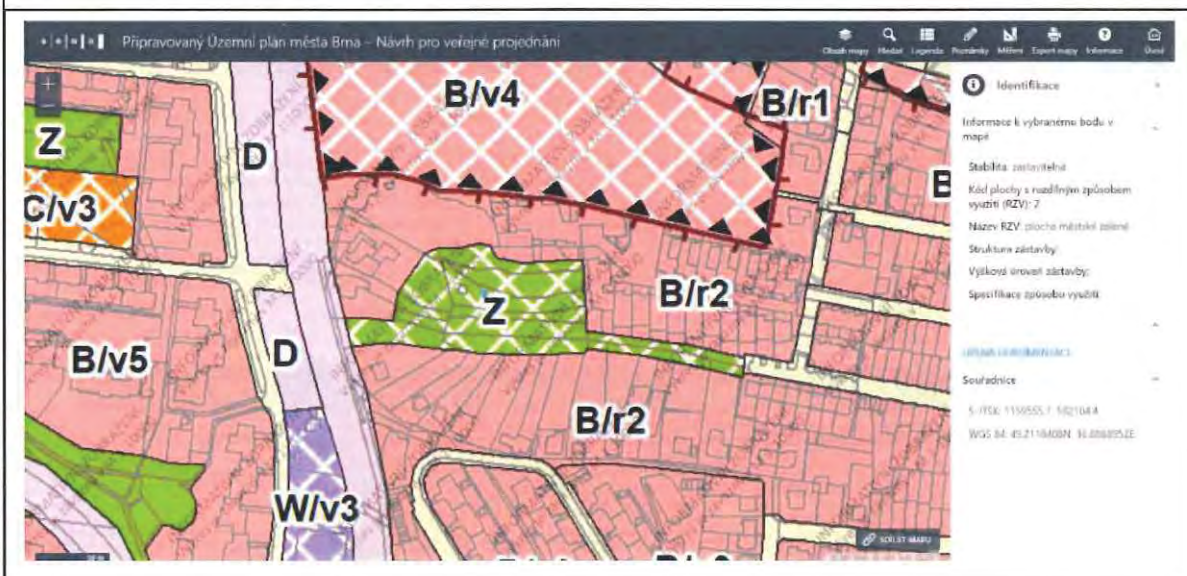 Připravovaný Územní plán města Brna – Návrh pro veřejné projednání
Obsah mapy
Hledat
Legenda
Poznámky
Měření
Export mapy
Informace
Úvod
+
B/v4
B/r1
Z
D
C/v3
B
Z
B/r2
B/v5
D
B/r2
W/v3
SDÍLET MAPU
Identifikace
Informace k vybranému bodu v
mapě
Stabilita: zastavitelná
Kód plochy s rozdílným způsobem
využití (RZV): Z
Název RZV: plocha městské zeleně
Struktura zástavby:
Výšková úroveň zástavby:
Specifikace způsobu využití:
Souřadnice